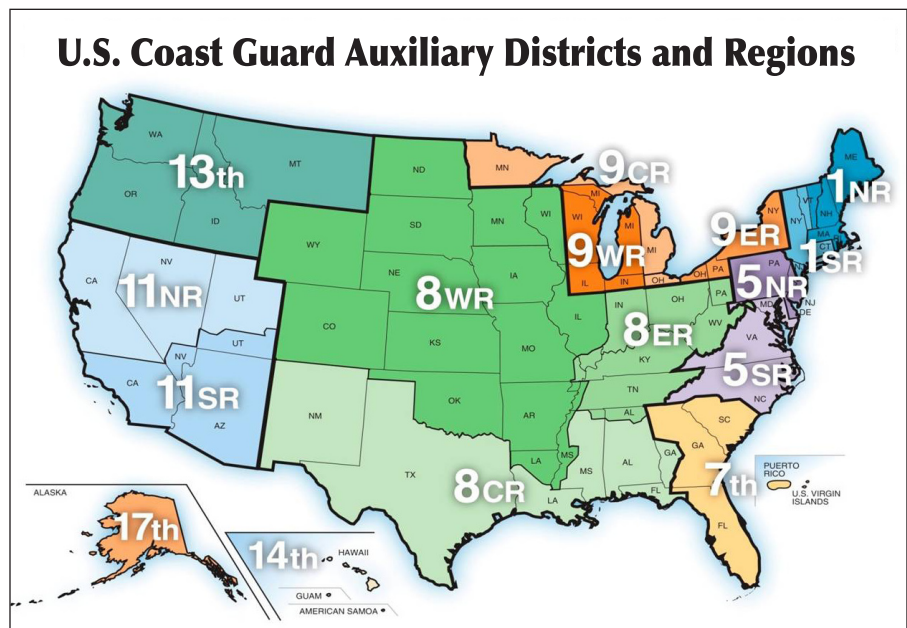 U.S. Coast Guard Auxiliary Districts and Regions
WA
MT
ND
MN
ME
13th
9CR
1NR
OR
ID
MI
VT
NY
NH
SD
MN
WI
WI
MI
NY
9ER
MA
WY
9WR
MI
CT
1SR
NV
IA
PA
PA
CA
11NR
UT
NE
8WR
IL
IN
OH
OH
5NR
IN
OH
PA
MD
NJ
DE
CO
IL
8ER
WV
VA
UT
KS
MO
KY
NV
5SR
CA
11SR
TN
NC
OK
AR
AL
AZ
NM
SC
GA
GA
LA
MS
MS
AL
7th
PUERTO
RICO
TX
8CR
FL
LA
U.S. VIRGIN
ISLANDS
ALASKA
FL
17th
14th
HAWAII
GUAM
AMERICAN SAMOA